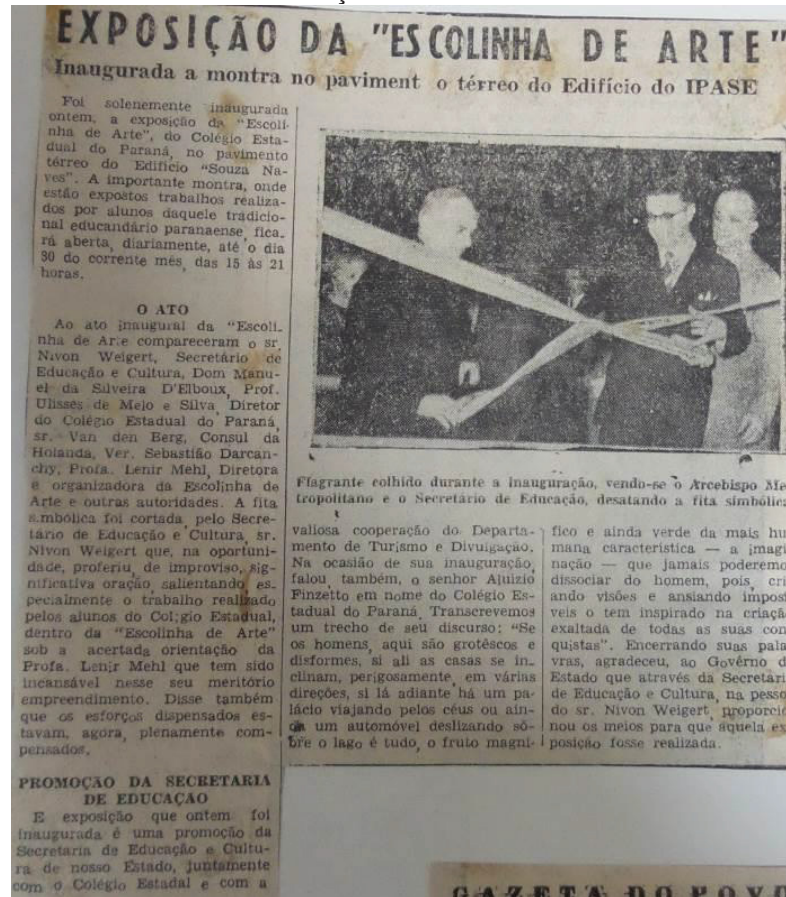 EXPOSIÇÃO DA "ESCOLINHA DE ARTE"
Inaugurada a montra no paviment o térreo do Edifício do IPASE
Foi solenemente inaugurada
ontem, a exposição da "Escoli-
nha de Arte", do Colégio Esta-
dual do Paraná, no pavimento
térreo do Edifício "Souza Na-
ves". A importante montra, onde
estão expostos trabalhos realiza-
dos por alunos daquele tradicio-
nal educandário paranaense, fica-
rá aberta, diariamente, até o dia
30 do corrente mês, das 15 às 21
horas.
O ATO
Ao ato inaugural da "Escoli-
nha de Arte compareceram o sr.
Nivon Weigert, Secretário de
Educação e Cultura, Dom Manu-
el da Silveira D'Elboux, Prof.
Ulisses de Melo e Silva, Diretor
do Colégio Estadual do Paraná,
sr. Van den Berg, Consul da
Holanda, Ver. Sebastião Darcan-
chy, Profa. Lenir Mehl, Diretora
e organizadora da Escolinha de
Arte e outras autoridades. A fita
simbólica foi cortada, pelo Secre-
tário de Educação e Cultura, sr.
Nivon Weigert que, na oportuni-
dade, proferiu, de improviso, sig-
nificativa oração, salientando es-
pecialmente o trabalho realizado
pelos alunos do Col;gio Estadual,
dentro da "Escolinha de Arte"
sob a acertada orientação da
Profa. Lenir Mehl que tem sido
incansável nesse seu meritório
empreendimento. Disse também
que os esforços dispensados es-
tavam, agora, plenamente com-
pensados.
PROMOÇÃO DA SECRETARIA
DE EDUCAÇAO
E exposição que ontem foi
inaugurada é uma promoção da
Secretaria de Educação e Cultu-
ra de nosso Estado, juntamente
com o Colégio Estadal e com a
Flagrante colhido durante a inauguração, vendo-se o Arcebispo Me
tropolitano e o Secretário de Educação, desatando a fita simbólica
valiosa cooperação do Departa-
mento de Turismo e Divulgação.
Na ocasião de sua inauguração,
falou, também, o senhor Aluizio
Finzetto em nome do Colégio Es-
tadual do Paraná. Transcrevemos
um trecho de seu discurso: "Se
os homens, aqui são grotêscos e
disformes, si ali as casas se in-
clinam, perigosamente, em várias
direções, si lá adiante há um pa-
lácio viajando pelos céus ou ain-
da um automóvel deslizando sô-
bre o lago é tudo, o fruto magní-
fico e ainda verde da mais hu
mana característica — a imagi
nação — que jamais poderemo
dissociar do homem, pois cri
ando visões e ansiando impos
veis o tem inspirado na criaçã
exaltada de todas as suas con
quistas". Encerrando suas pala
vras, agradeceu, ao Govêrno d
Estado que através da Secretári
de Educação e Cultura, na pesso
do sr. Nivon Weigert, proporcio
nou os meios para que aquela ex
posição fosse realizada.
GAZETA DO POVO